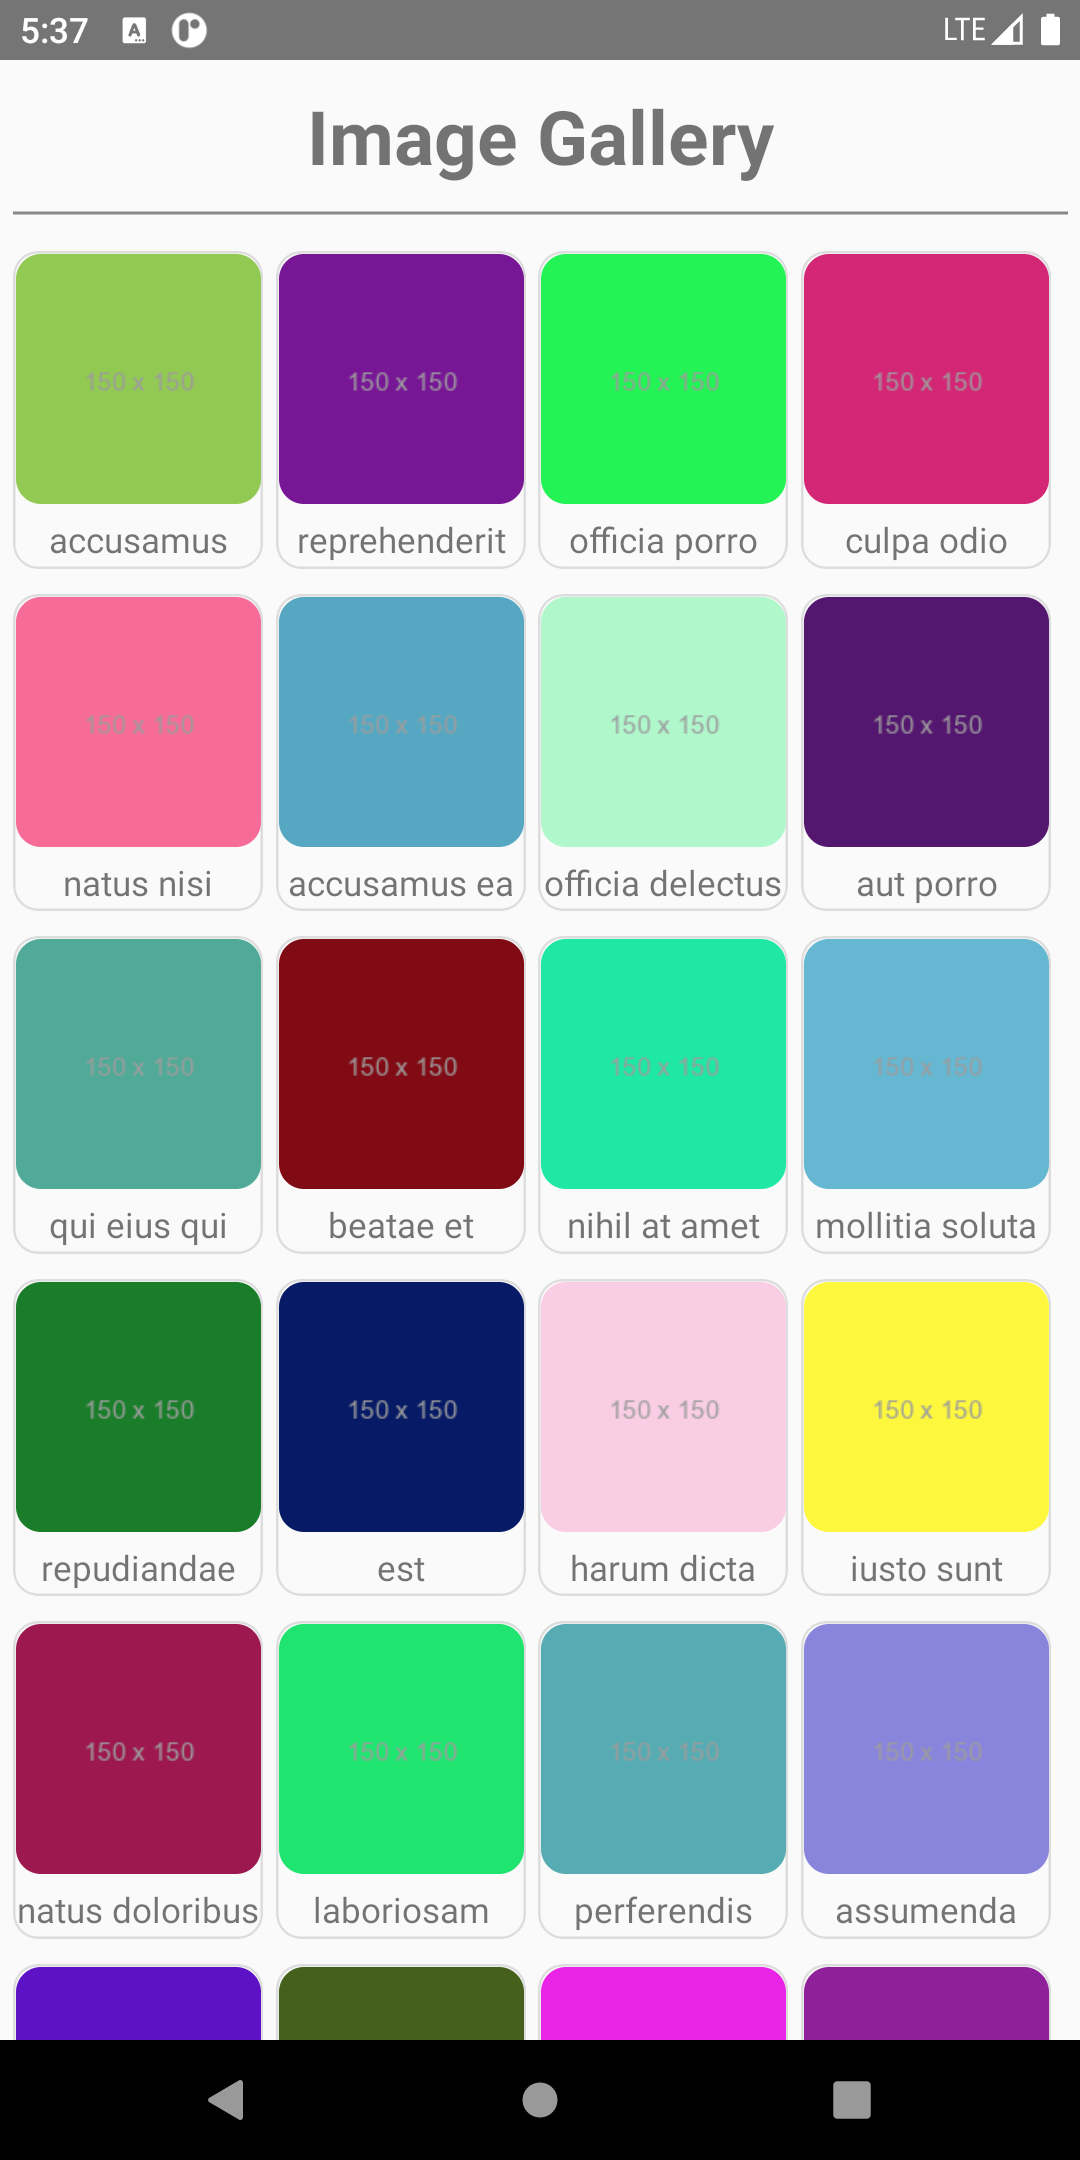 5:37 A LTE
Image Gallery
150 x 150 150 x 150 150 x 150 150 x 150
accusamus reprehenderit officia porro culpa odio
150 x 150 150 x 150 150 x 150 150 x 150
natus nisi accusamus ea officia delectus aut porro
150 x 150 150 x 150 150 x 150 150 x 150
qui eius qui beatae et nihil at amet mollitia soluta
150 x 150 150 x 150 150 x 150 150 x 150
repudiandae est harum dicta iusto sunt
150 x 150 150 x 150 150 x 150 150 x 150
natus doloribus laboriosam perferendis assumenda